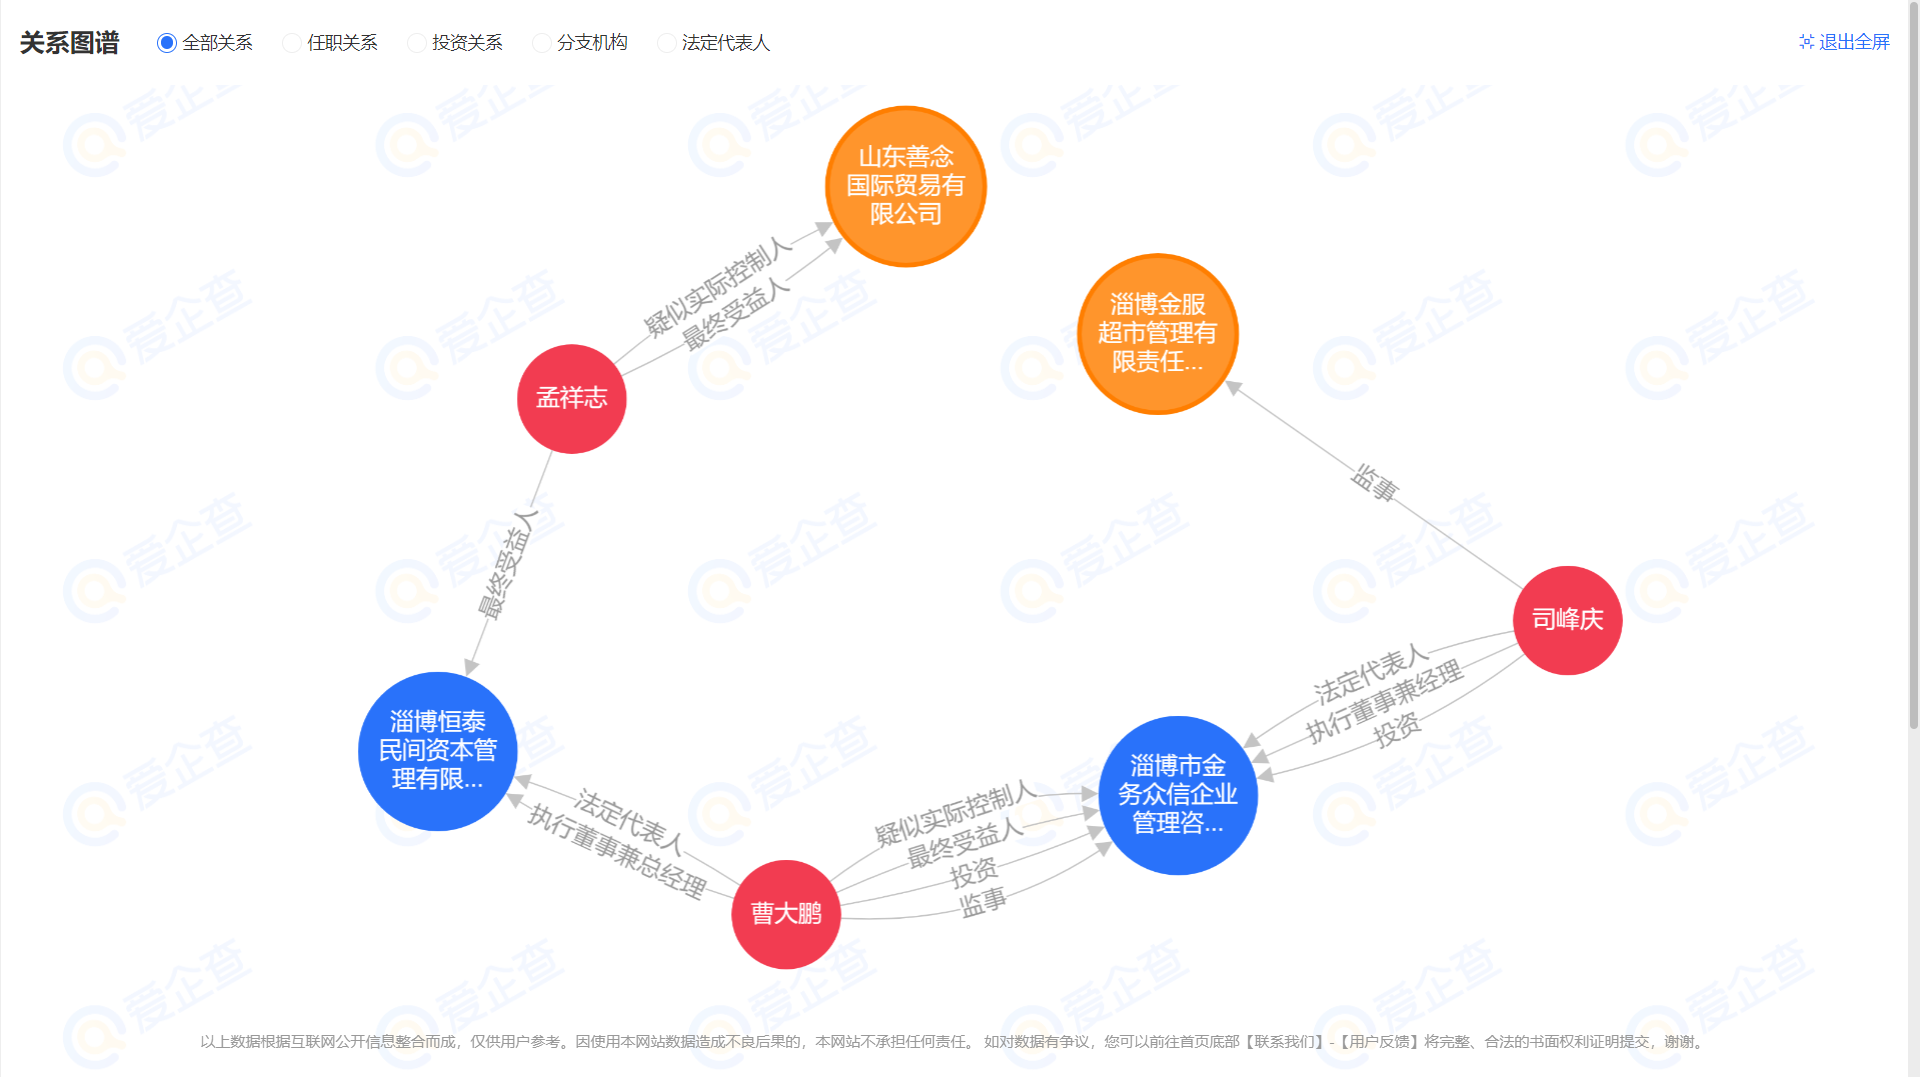 关系图谱
全部关系
任职关系
投资关系
分支机构
法定代表人
退出全屏
山东善念
国际贸易有
限公司
疑似实际控制人
最终受益人
淄博金服
超市管理有
限责任...
孟祥志
监事
最终受益人
司峰庆
法定代表人
执行董事兼经理
投资
淄博恒泰
民间资本管
理有限...
淄博市金
务众信企业
管理咨...
法定代表人
执行董事兼总经理
疑似实际控制人
最终受益人
投资
监事
曹大鹏
以上数据根据互联网公开信息整合而成，仅供用户参考。因使用本网站数据造成不良后果的，本网站不承担任何责任。 如对数据有争议，您可以前往首页底部【联系我们】-【用户反馈】将完整、合法的书面权利证明提交，谢谢。
爱企查